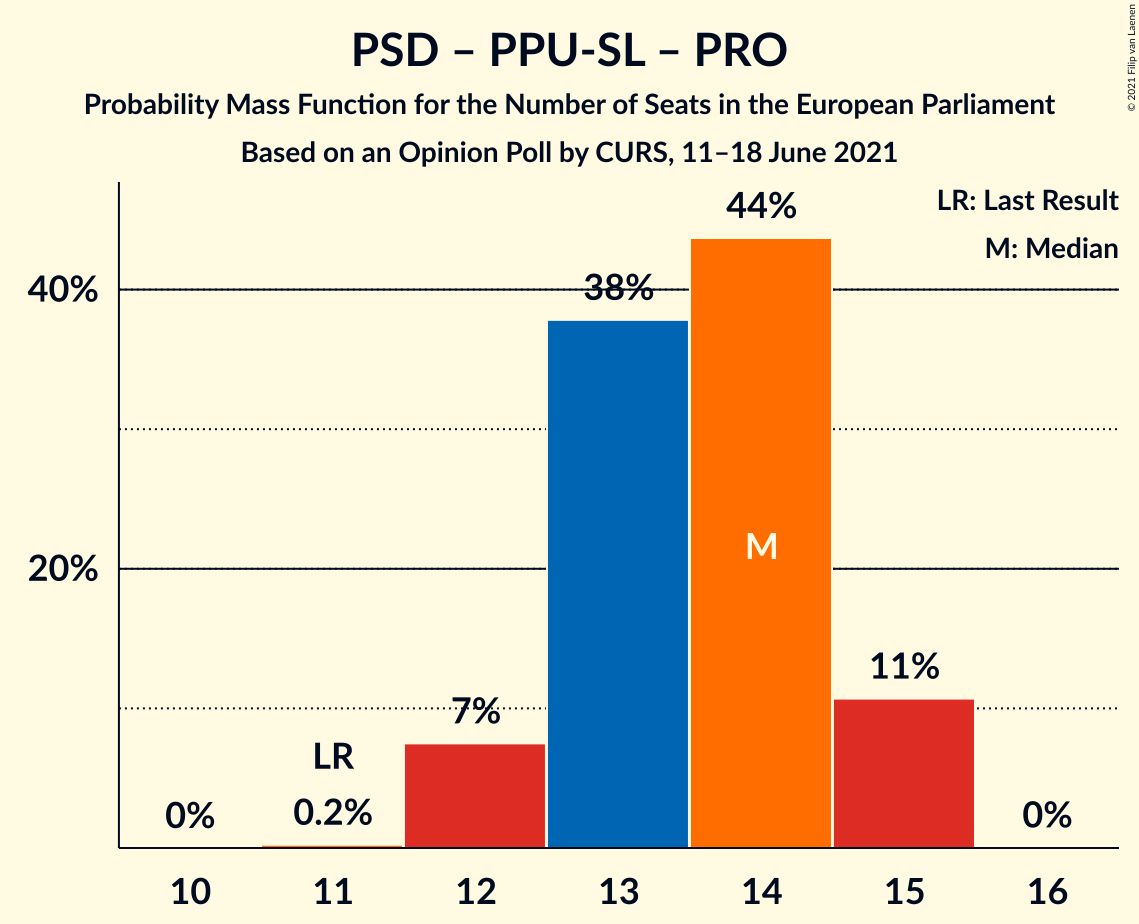 PSD – PPU-SL – PRO
Probability Mass Function for the Number of Seats in the European Parliament
Based on an Opinion Poll by CURS, 11–18 June 2021
© 2021 Filip van Laenen
LR: Last Result
M: Median
40%
20%
0%
LR
0.2%
7%
38%
44%
M
11%
0%
10 11 12 13 14 15 16